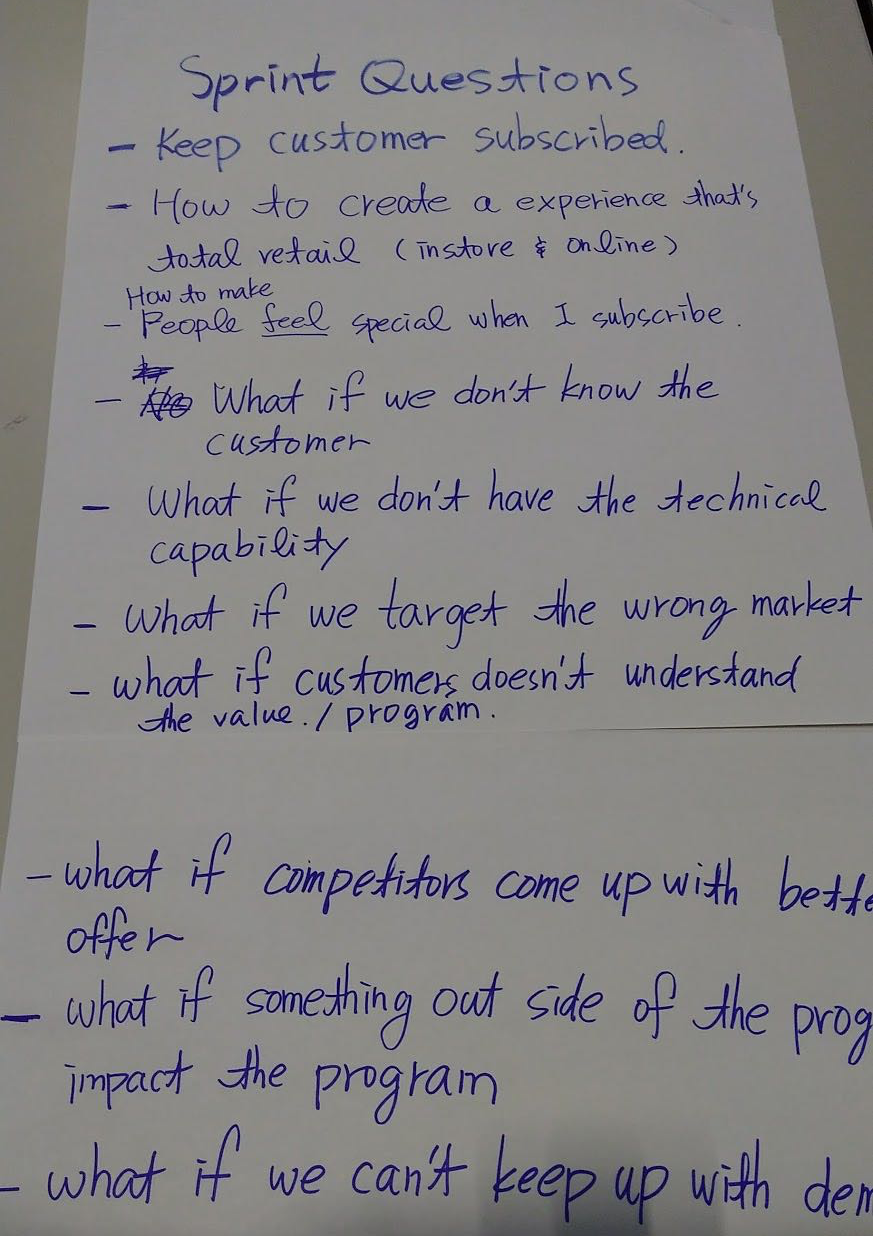 Sprint Questions
- Keep customer subscribed.
- How to create a experience that's
total retail (instore & online)
How to make
- People feel special when I subscribe.
- What if we don't know the
customer
- What if we don't have the technical
capability
- What if we target the wrong market
- what if customers doesn't understand
the value. / program.
- what if competitors come up with bette
offer
- what if something out side of the prog
impact the program
- what if we can't keep up with dem